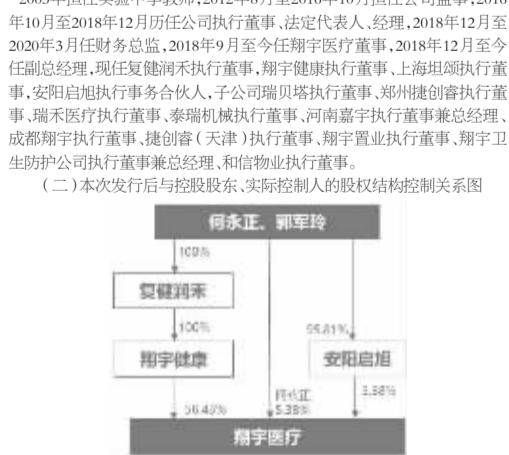 2005年担任实验中学教师,2012年8月至2016年10月担任公司监事,2016
年10月至2018年12月历任公司执行董事、法定代表人、经理,2018年12月至
2020年3月任财务总监,2018年9月至今任翔宇医疗董事,2018年12月至今
任副总经理,现任复健润禾执行董事,翔宇健康执行董事、上海坦颂执行董
事,安阳启旭执行事务合伙人,子公司瑞贝塔执行董事、郑州捷创睿执行董
事、瑞禾医疗执行董事、泰瑞机械执行董事、河南嘉宇执行董事兼总经理、
成都翔宇执行董事、捷创睿(天津)执行董事、翔宇置业执行董事、翔宇卫
生防护公司执行董事兼总经理、和信物业执行董事。
(二)本次发行后与控股股东、实际控制人的股权结构控制关系图
何永正、郭军玲
100%
复健润禾
100%
95.81%
翔宇健康
安阳启旭
56.43%
何永正
5.38%
3.38%
翔宇医疗